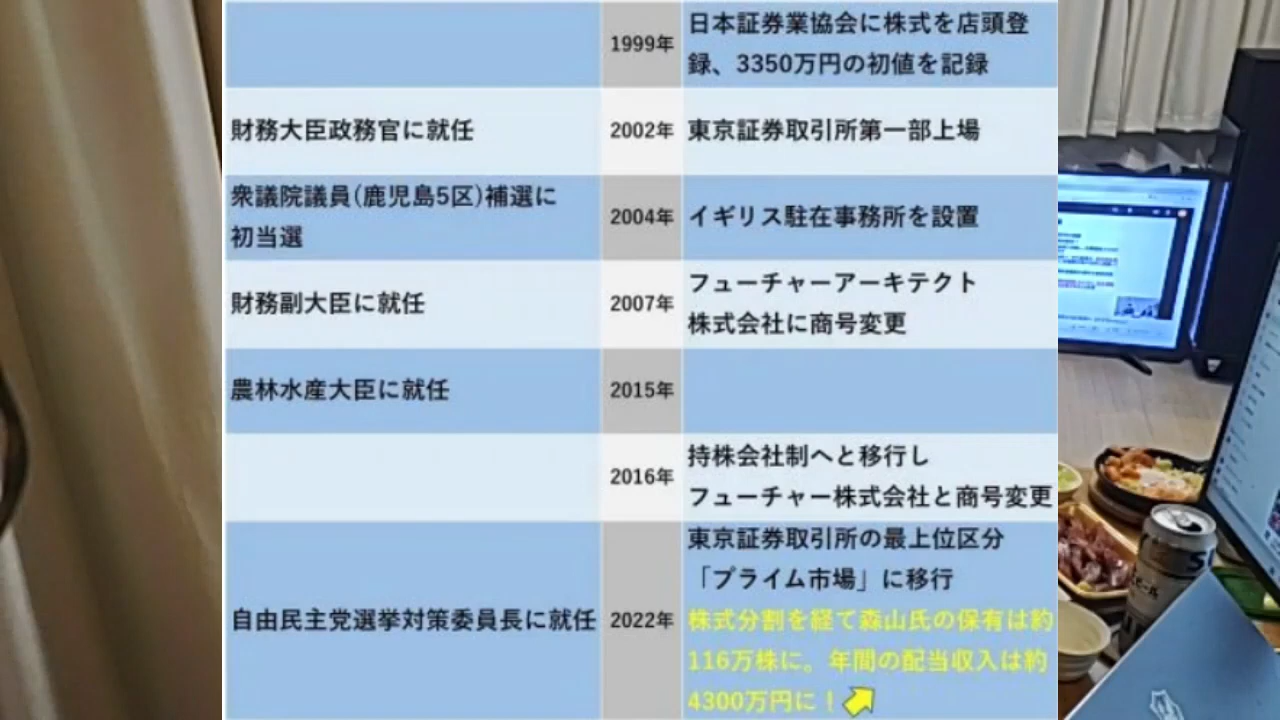 1999年
日本証券業協会に株式を店頭登
録、3350万円の初値を記録
財務大臣政務官に就任
2002年
東京証券取引所第一部上場
衆議院議員(鹿児島5区)補選に
初当選
2004年
イギリス駐在事務所を設置
財務副大臣に就任
2007年
フューチャーアーキテクト
株式会社に商号変更
農林水産大臣に就任
2015年
2016年
持株会社制へと移行し
フューチャー株式会社と商号変更
自由民主党選挙対策委員長に就任
2022年
東京証券取引所の最上位区分
「プライム市場」に移行
株式分割を経て森山氏の保有は約
116万株に。年間の配当収入は約
4300万円に！